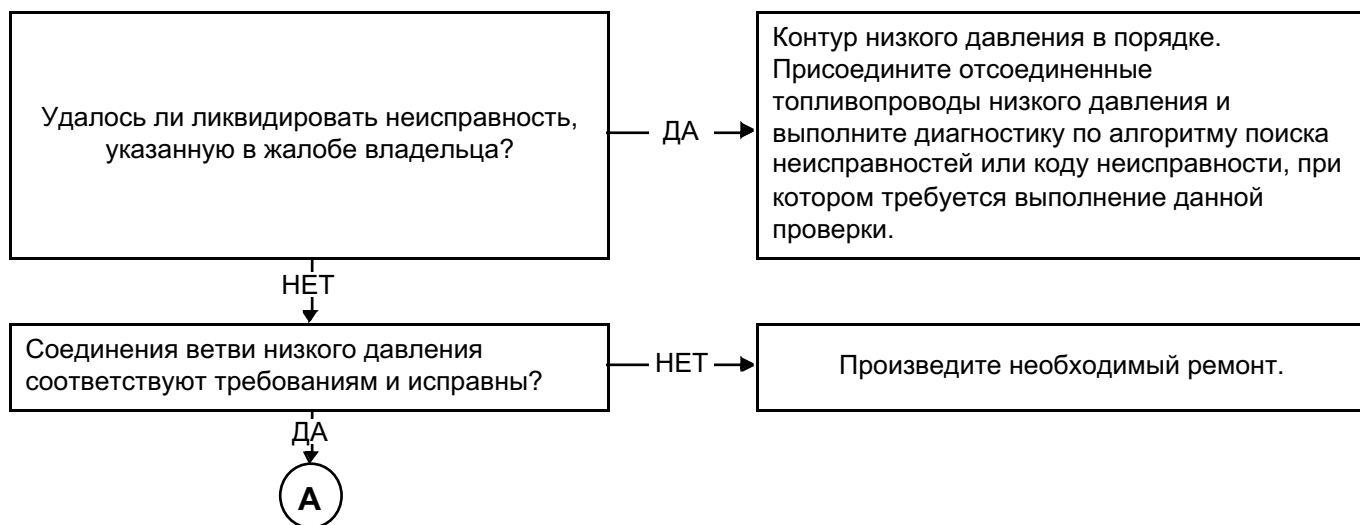 Удалось ли ликвидировать неисправность,
указанную в жалобе владельца?
ДА
Контур низкого давления в порядке.
Присоедините отсоединенные
топливопроводы низкого давления и
выполните диагностику по алгоритму поиска
неисправностей или коду неисправности, при
котором требуется выполнение данной
проверки.
НЕТ
Соединения ветви низкого давления
соответствуют требованиям и исправны?
НЕТ
Произведите необходимый ремонт.
ДА
А